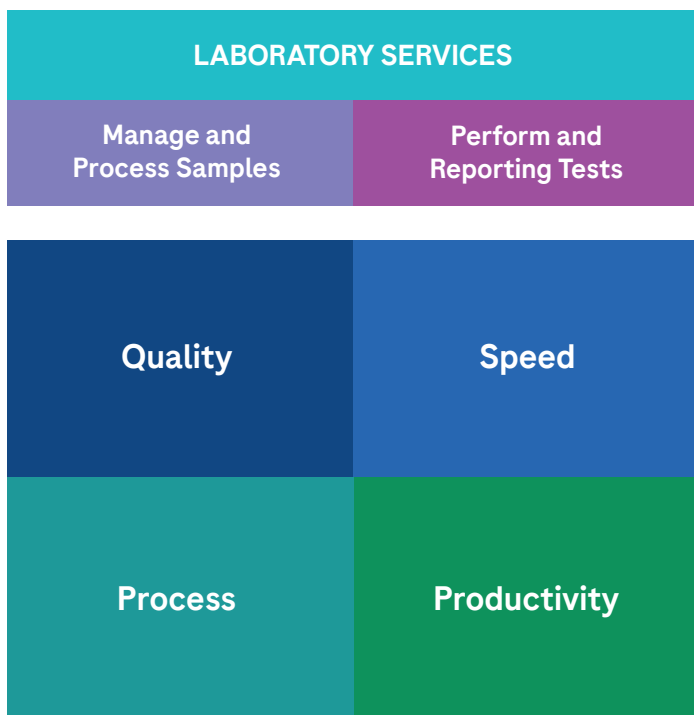 LABORATORY SERVICES
Manage and
Process Samples
Perform and
Reporting Tests
Quality
Speed
Process
Productivity